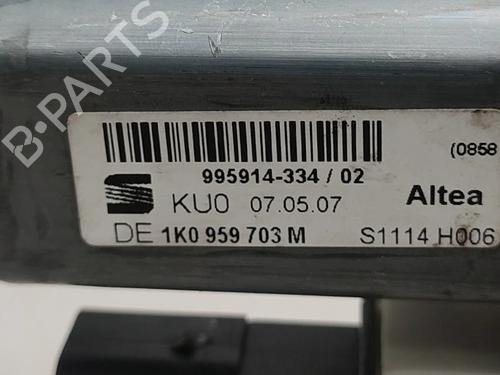 B-PARTS
(0858
995914-334 / 02
KU0 07.05.07 Altea
DE 1K0 959 703 M S1114 H006